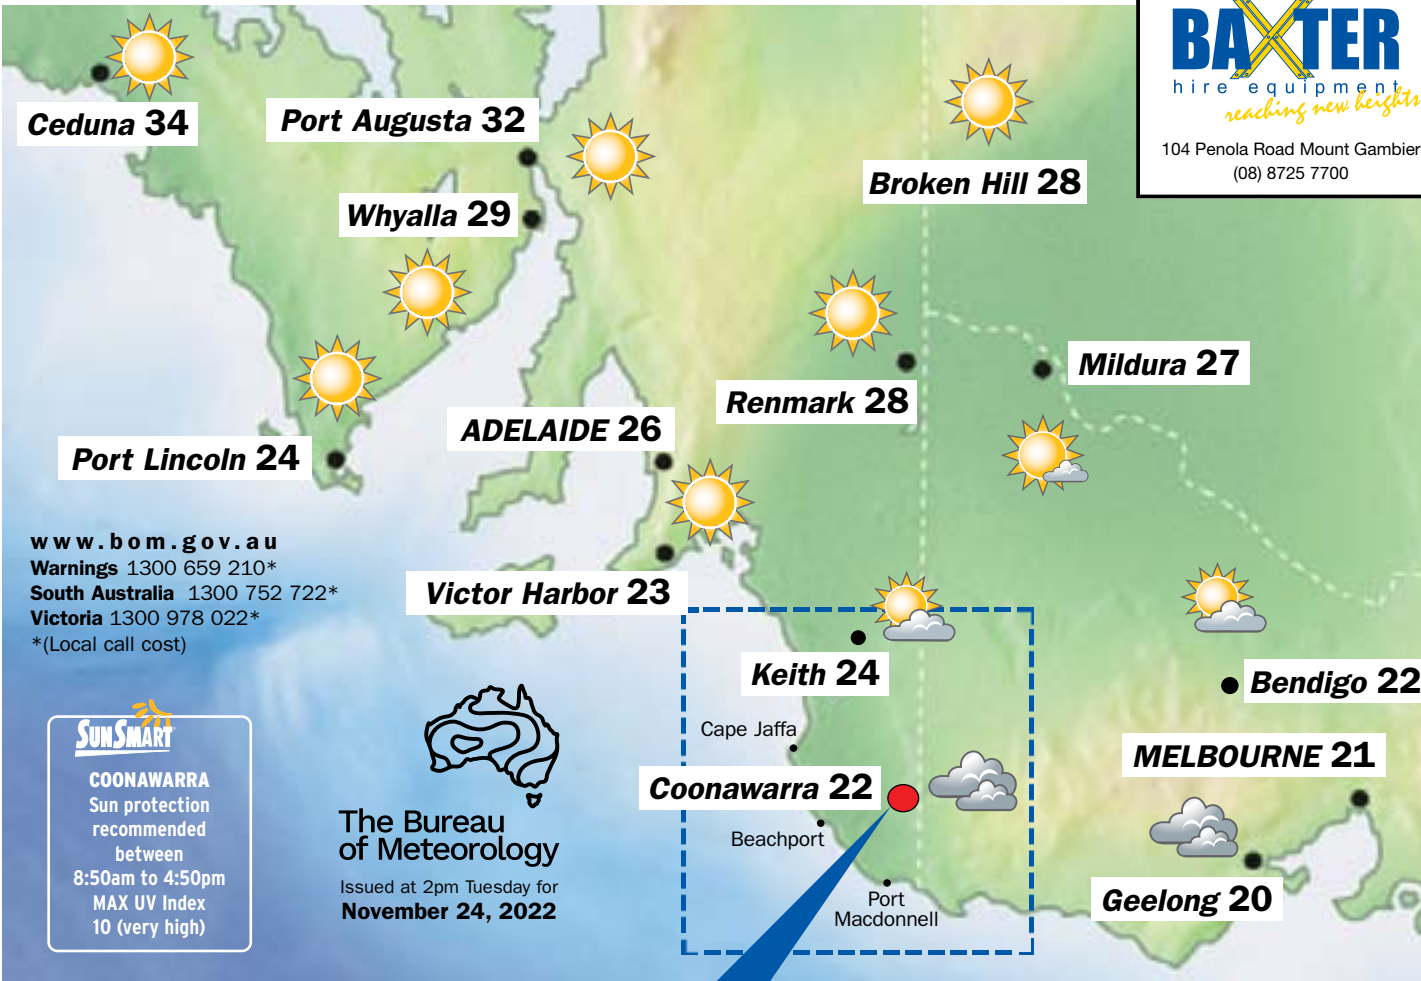 BAXTER
hire equipment
reaching new heights
104 Penola Road Mount Gambier
(08) 8725 7700
Ceduna 34
Port Augusta 32
Broken Hill 28
Whyalla 29
Mildura 27
Renmark 28
ADELAIDE 26
Port Lincoln 24
www.bom.gov.au
Warnings 1300 659 210*
South Australia 1300 752 722*
Victoria 1300 978 022*
*(Local call cost)
Victor Harbor 23
Keith 24
Bendigo 22
Cape Jaffa
MELBOURNE 21
Coonawarra 22
Beachport
Port
Macdonnell
Geelong 20
SUNSMART
COONAWARRA
Sun protection
recommended
between
8:50am to 4:50pm
MAX UV Index
10 (very high)
The Bureau
of Meteorology
Issued at 2pm Tuesday for
November 24, 2022